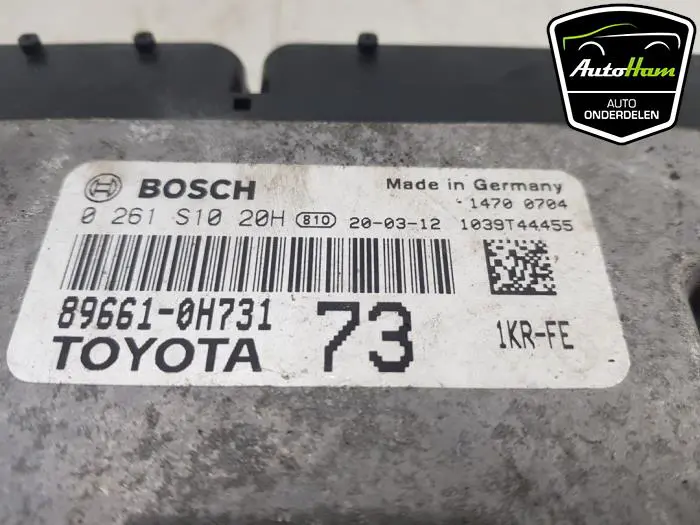 AutoHam
AUTO
ONDERDELEN
BOSCH
Made in Germany
1470 0704
0 261 S10 20H 810 20-03-12 1039T44455
89661-0H731
TOYOTA
73
1KR-FE